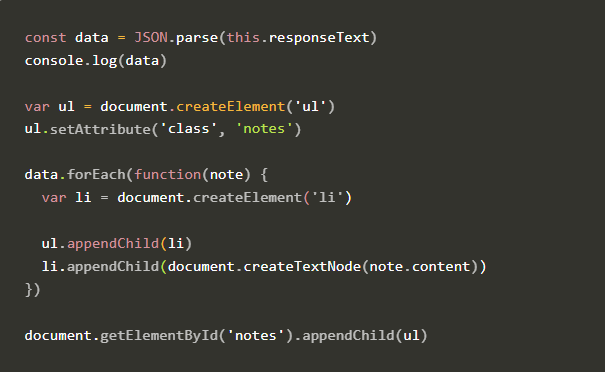 const data = JSON.parse(this.responseText)
console.log(data)
var ul = document.createElement('ul')
ul.setAttribute('class', 'notes')
data.forEach(function(note) {
var li = document.createElement('li')
ul.appendChild(li)
li.appendChild(document.createTextNode(note.content))
})
document.getElementById('notes').appendChild(ul)